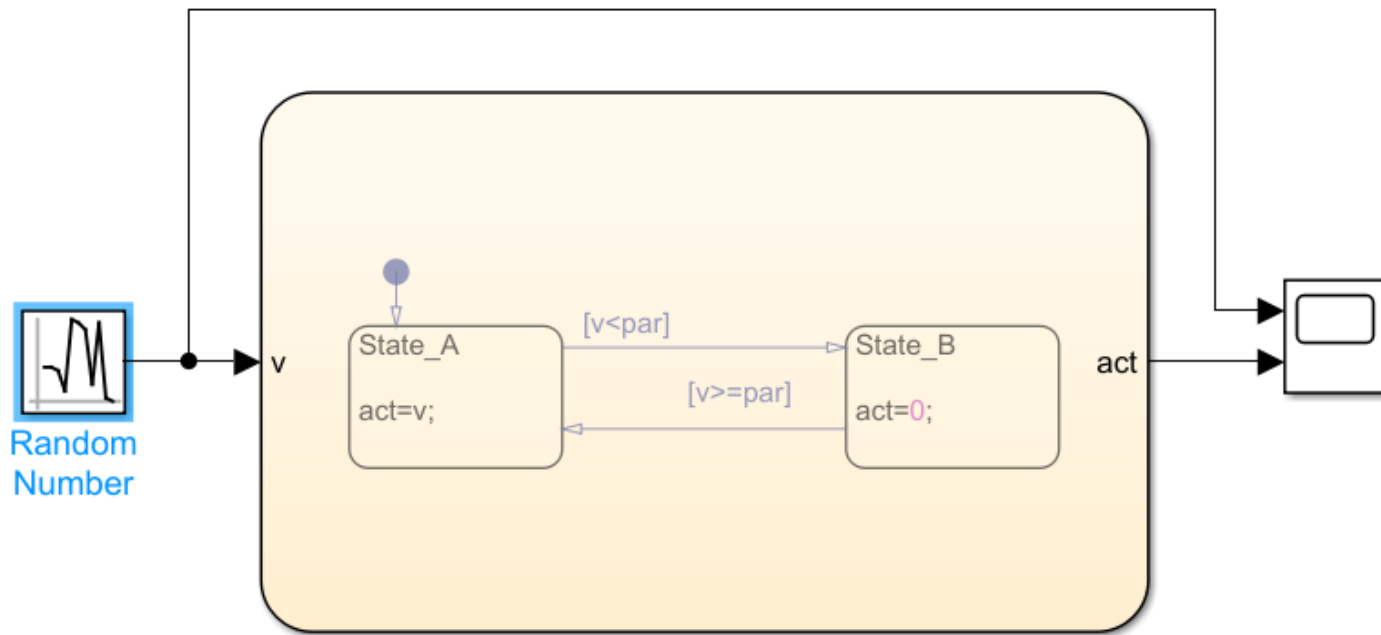 [v<par]
State_A
State_B
v
[v>=par]
act
act=v;
act=0;
Random
Number